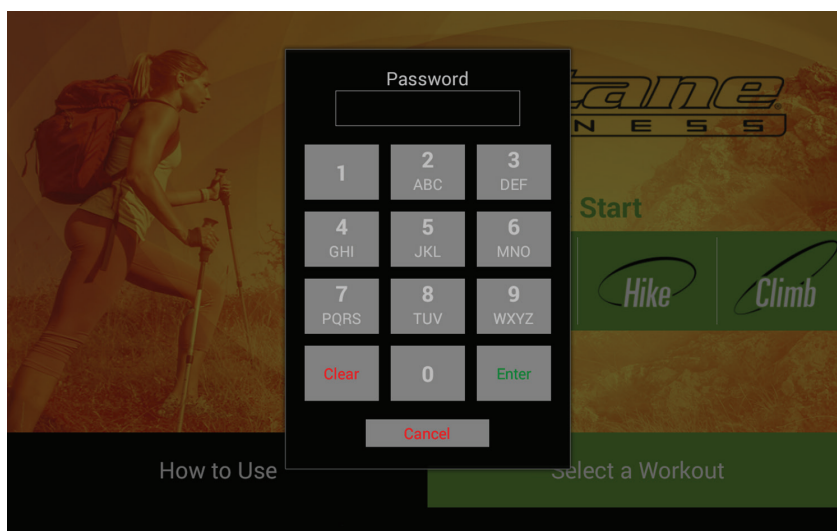 Password
1
2
ABC
3
DEF
4
GHI
5
JKL
6
MNO
7
PQRS
8
TUV
9
WXYZ
Clear
0
Enter
Cancel
Start
Hike
Climb
How to Use
Select a Workout